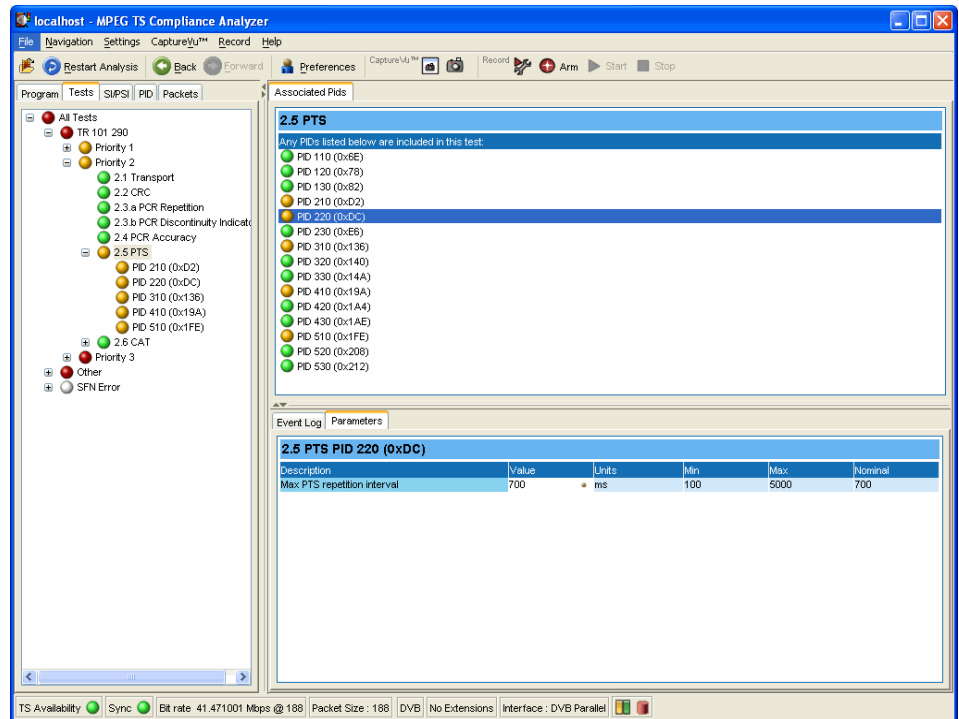 localhost - MPEG TS Compliance Analyzer
File Navigation Settings CaptureVu™ Record Help
Restart Analysis Back Forward Preferences CaptureVu™ Record Arm Start Stop
Program Tests SI/PSI PID Packets
All Tests
TR 101 290
Priority 1
Priority 2
2.1 Transport
2.2 CRC
2.3.a PCR Repetition
2.3.b PCR Discontinuity Indicato
2.4 PCR Accuracy
2.5 PTS
PID 210 (0xD2)
PID 220 (0xDC)
PID 310 (0x136)
PID 410 (0x19A)
PID 510 (0x1FE)
2.6 CAT
Priority 3
Other
SFN Error
Associated Pids
2.5 PTS
Any PIDs listed below are included in this test:
PID 110 (0x6E)
PID 120 (0x78)
PID 130 (0x82)
PID 210 (0xD2)
PID 220 (0xDC)
PID 230 (0xE6)
PID 310 (0x136)
PID 320 (0x140)
PID 330 (0x14A)
PID 410 (0x19A)
PID 420 (0x1A4)
PID 430 (0x1AE)
PID 510 (0x1FE)
PID 520 (0x208)
PID 530 (0x212)
Event Log Parameters
2.5 PTS PID 220 (0xDC)
Description Value Units Min Max Nominal
Max PTS repetition interval 700 ms 100 5000 700
TS Availability Sync Bit rate 41.471001 Mbps @ 188 Packet Size : 188 DVB No Extensions Interface : DVB Parallel